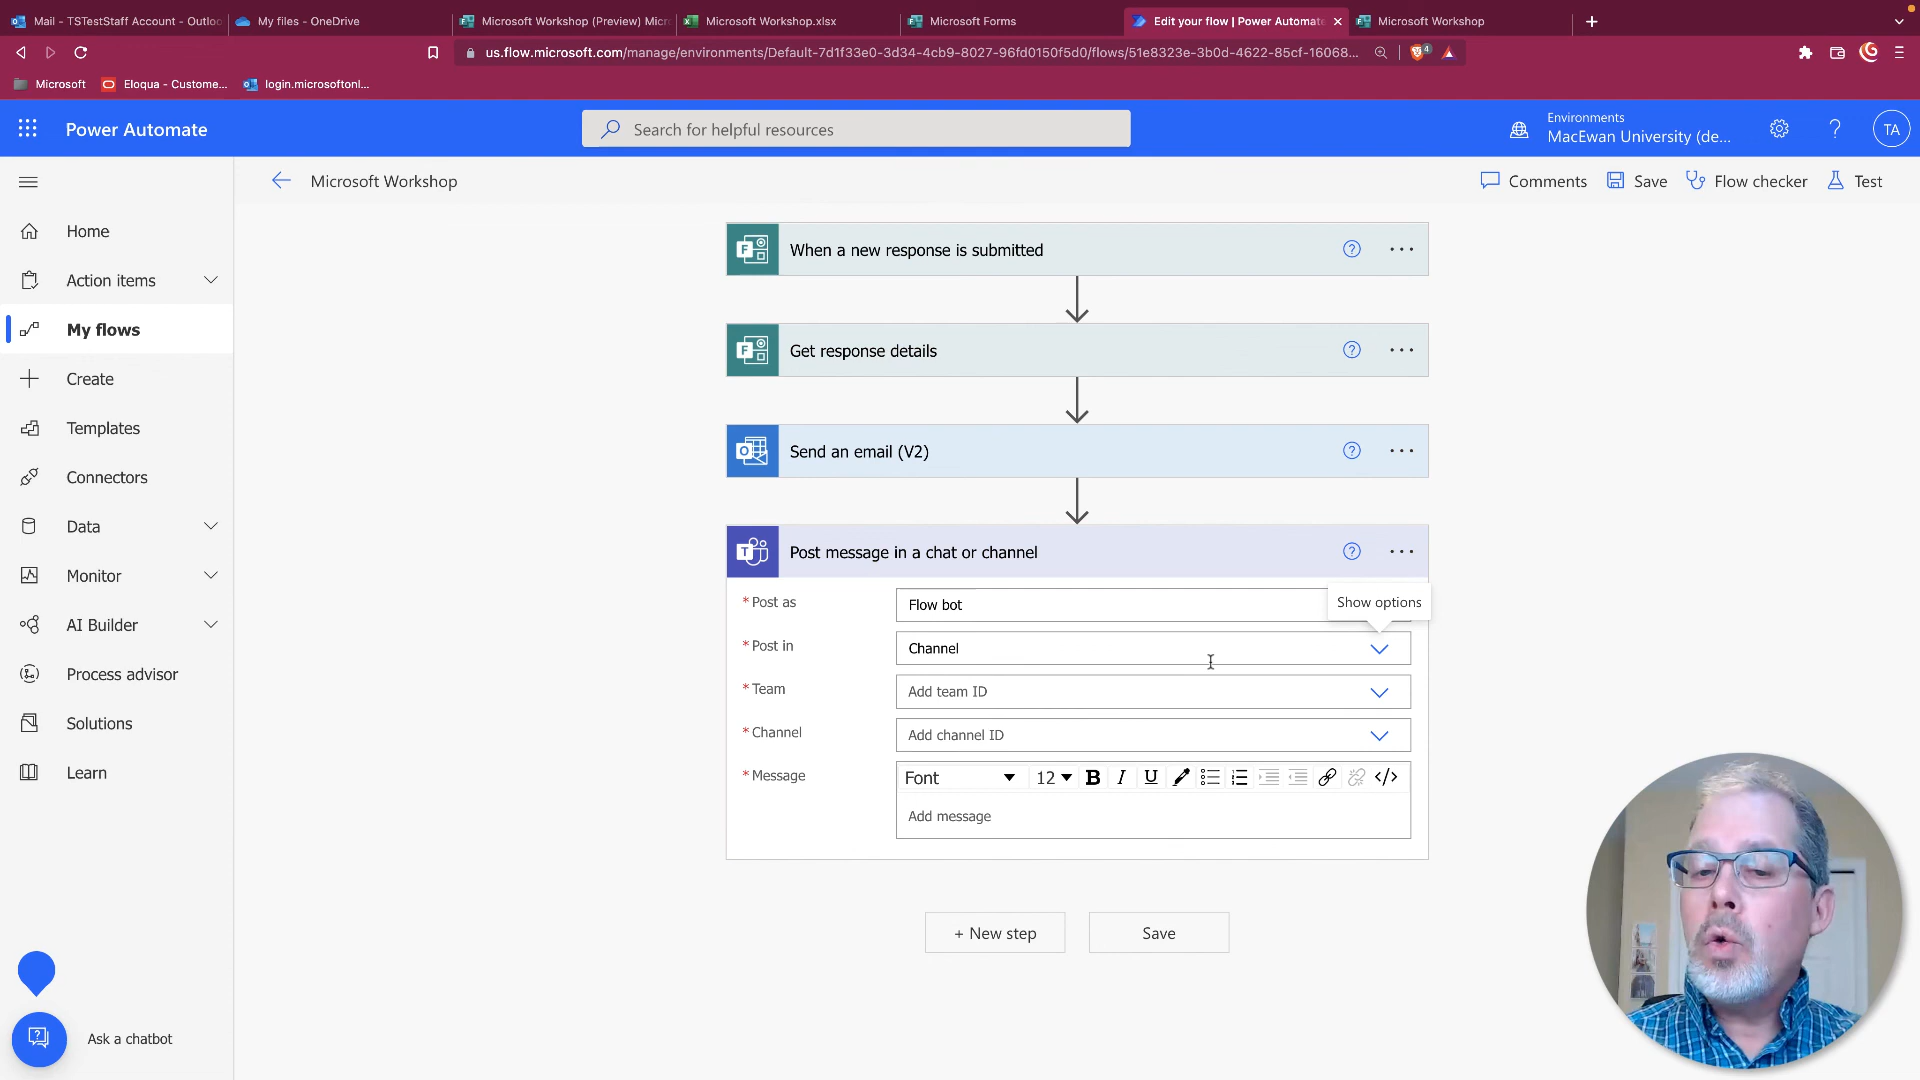 Mail - TSTestStaff Account - Outloo
My files - OneDrive
Microsoft Workshop (Preview) Micr
Microsoft Workshop.xlsx
Microsoft Forms
Edit your flow | Power Automate
Microsoft Workshop
us.flow.microsoft.com/manage/environments/Default-7d1f33e0-3d34-4cb9-8027-96fd0150f5d0/flows/51e8323e-3b0d-4622-85cf-16068...
4
Microsoft
Eloqua - Custome...
login.microsoftonl...
Power Automate
Search for helpful resources
Environments
MacEwan University (de...
TA
Microsoft Workshop
Comments
Save
Flow checker
Test
Home
Action items
My flows
Create
Templates
Connectors
Data
Monitor
AI Builder
Process advisor
Solutions
Learn
Ask a chatbot
When a new response is submitted
Get response details
Send an email (V2)
Post message in a chat or channel
Show options
* Post as
Flow bot
* Post in
Channel
* Team
Add team ID
* Channel
Add channel ID
* Message
Font
12
B I U </>
Add message
+ New step
Save